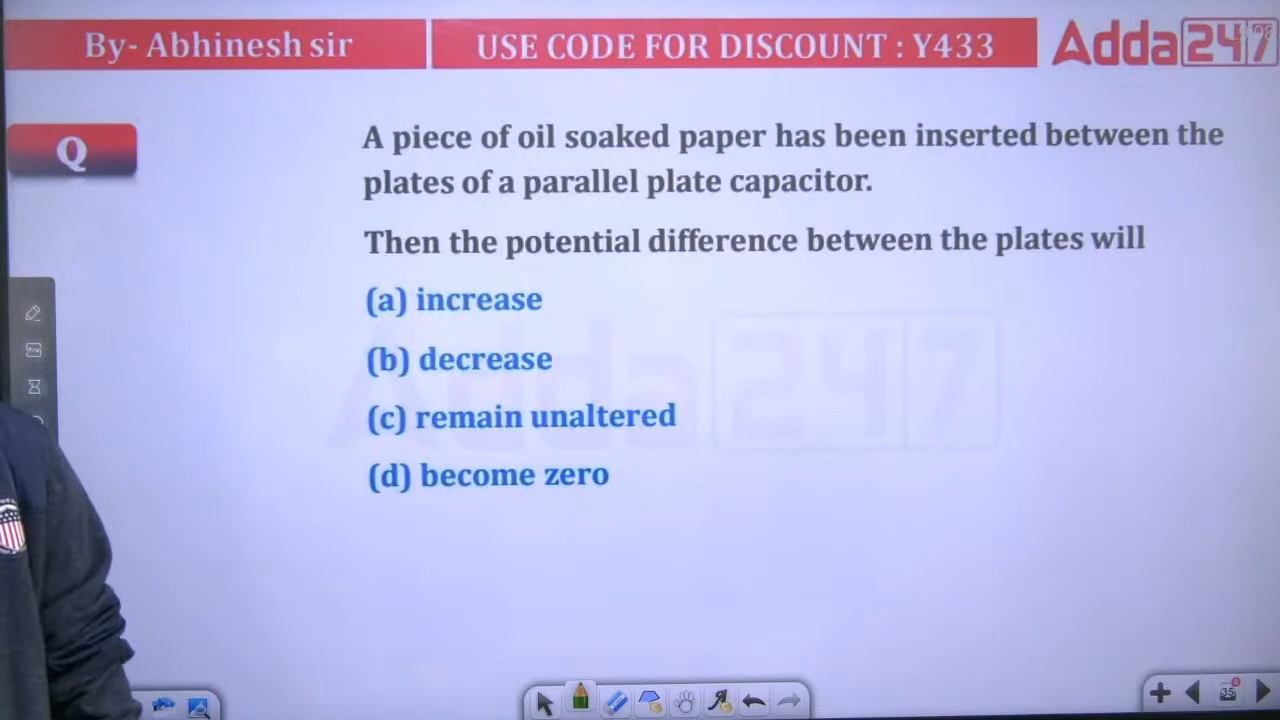 By- Abhinesh sir
USE CODE FOR DISCOUNT : Y433
Adda247
Q
A piece of oil soaked paper has been inserted between the
plates of a parallel plate capacitor.
Then the potential difference between the plates will
(a) increase
(b) decrease
(c) remain unaltered
(d) become zero
Adda247
35